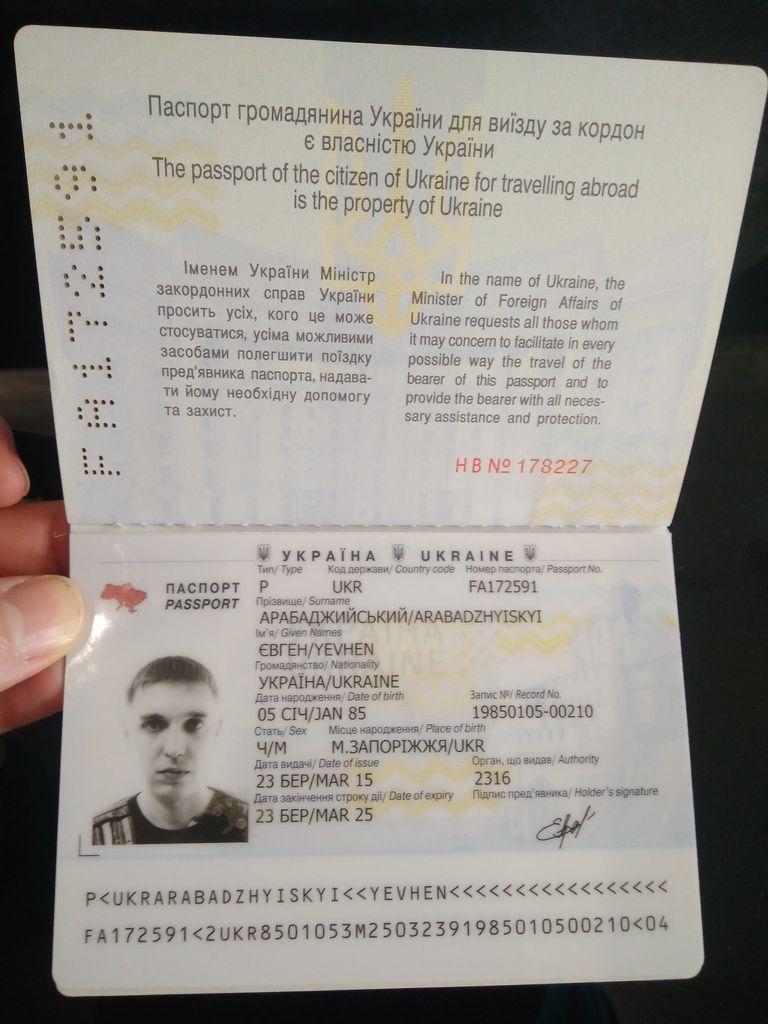 Паспорт громадянина України для виїзду за кордон
є власністю України
The passport of the citizen of Ukraine for travelling abroad
is the property of Ukraine
FA172591
Іменем України Міністр
закордонних справ України
просить усіх, кого це може
стосуватися, усіма можливими
засобами полегшити поїздку
пред'явника паспорта, надава-
ти йому необхідну допомогу
та захист.
In the name of Ukraine, the
Minister of Foreign Affairs of
Ukraine requests all those whom
it may concern to facilitate in every
possible way the travel of the
bearer of this passport and to
provide the bearer with all neces-
sary assistance and protection.
НВ № 178227
УКРАЇНА UKRAINE
ПАСПОРТ
PASSPORT
Тип/ Type Код держави/ Country code Номер паспорта/ Passport No.
P UKR FA172591
Прізвище/ Surname
АРАБАДЖИЙСЬКИЙ/ARABADZHYISKYI
Ім'я/ Given Names
ЄВГЕН/YEVHEN
Громадянство/ Nationality
УКРАЇНА/UKRAINE
Дата народження/ Date of birth Запис №/ Record No.
05 СІЧ/JAN 85 19850105-00210
Стать/ Sex Місце народження/ Place of birth
Ч/М М.ЗАПОРІЖЖЯ/UKR
Дата видачі/ Date of issue Орган, що видав/ Authority
23 БЕР/MAR 15 2316
Дата закінчення строку дії/ Date of expiry Підпис пред'явника/ Holder's signature
23 БЕР/MAR 25
P<UKRARABADZHYISKYI<<YEVHEN<<<<<<<<<<<<<<<<<
FA172591<2UKR8501053M25032391985010500210<04